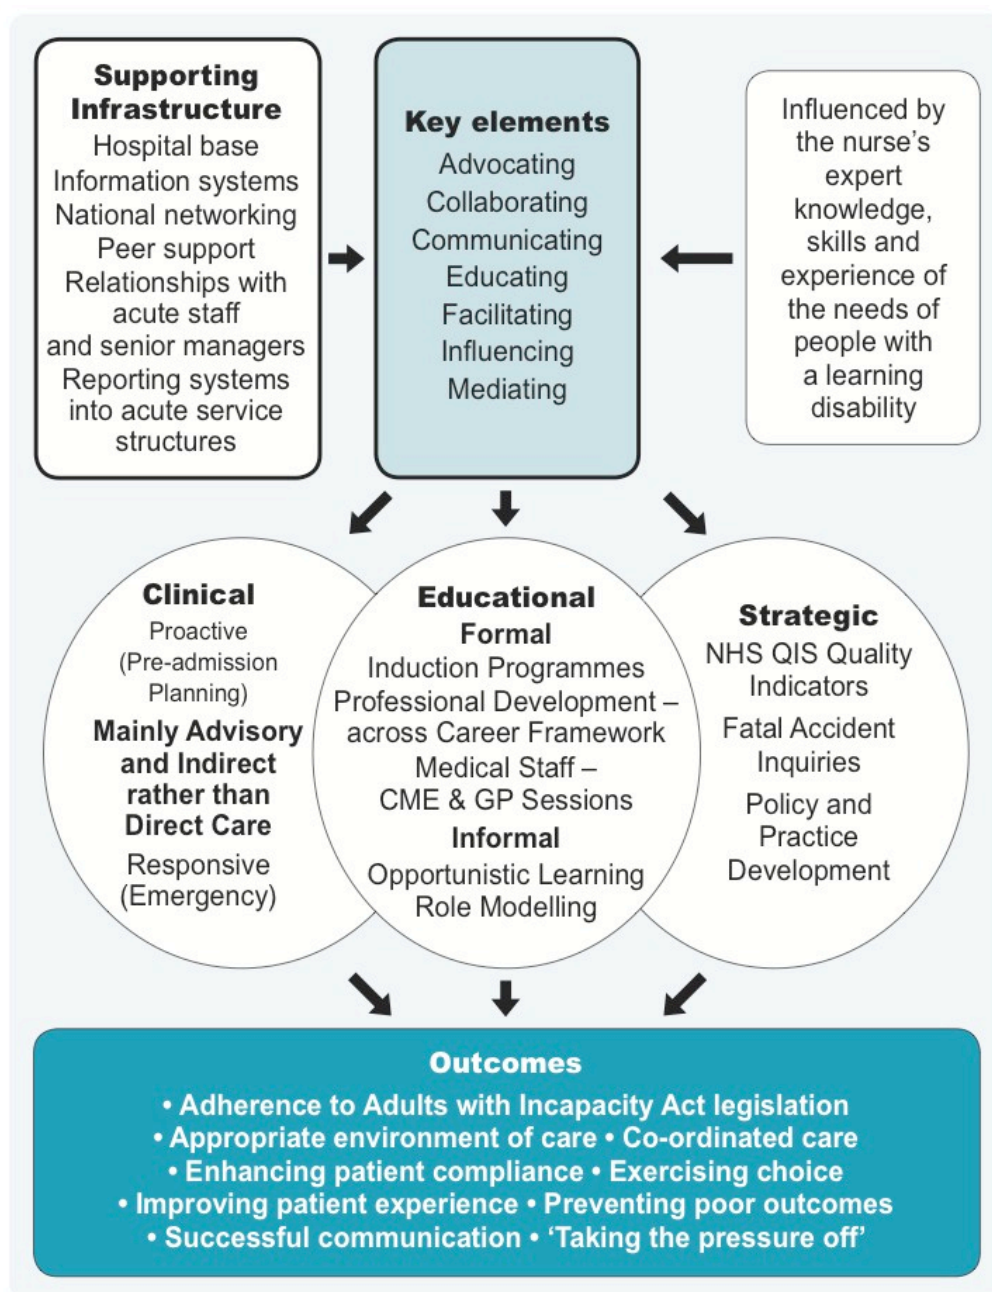 Supporting
Infrastructure
Hospital base
Information systems
National networking
Peer support
Relationships with
acute staff
and senior managers
Reporting systems
into acute service
structures
Key elements
Advocating
Collaborating
Communicating
Educating
Facilitating
Influencing
Mediating
Influenced by
the nurse’s
expert
knowledge,
skills and
experience of
the needs of
people with
a learning
disability
Clinical
Proactive
(Pre-admission
Planning)
Mainly Advisory
and Indirect
rather than
Direct Care
Responsive
(Emergency)
Educational
Formal
Induction Programmes
Professional Development –
across Career Framework
Medical Staff –
CME & GP Sessions
Informal
Opportunistic Learning
Role Modelling
Strategic
NHS QIS Quality
Indicators
Fatal Accident
Inquiries
Policy and
Practice
Development
Outcomes
• Adherence to Adults with Incapacity Act legislation
• Appropriate environment of care • Co-ordinated care
• Enhancing patient compliance • Exercising choice
• Improving patient experience • Preventing poor outcomes
• Successful communication • ‘Taking the pressure off’